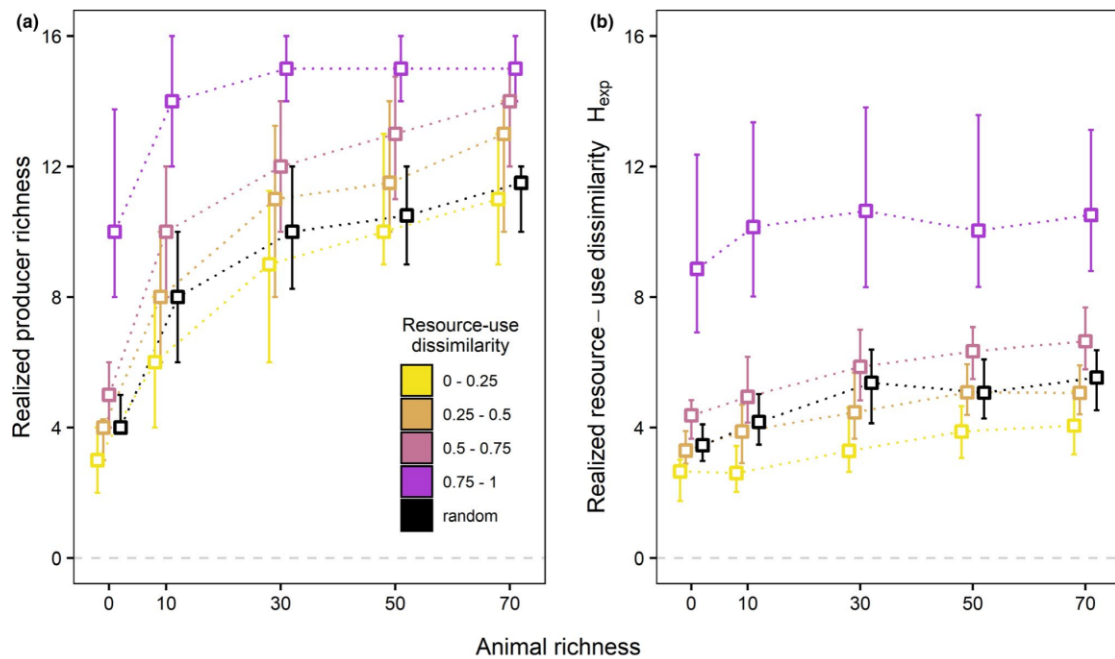 (a)
Realized producer richness
16
12
8
4
0
0 10 30 50 70
Resource-use
dissimilarity
0 - 0.25
0.25 - 0.5
0.5 - 0.75
0.75 - 1
random
(b)
Realized resource – use dissimilarity Hexp
16
12
8
4
0
0 10 30 50 70
Animal richness